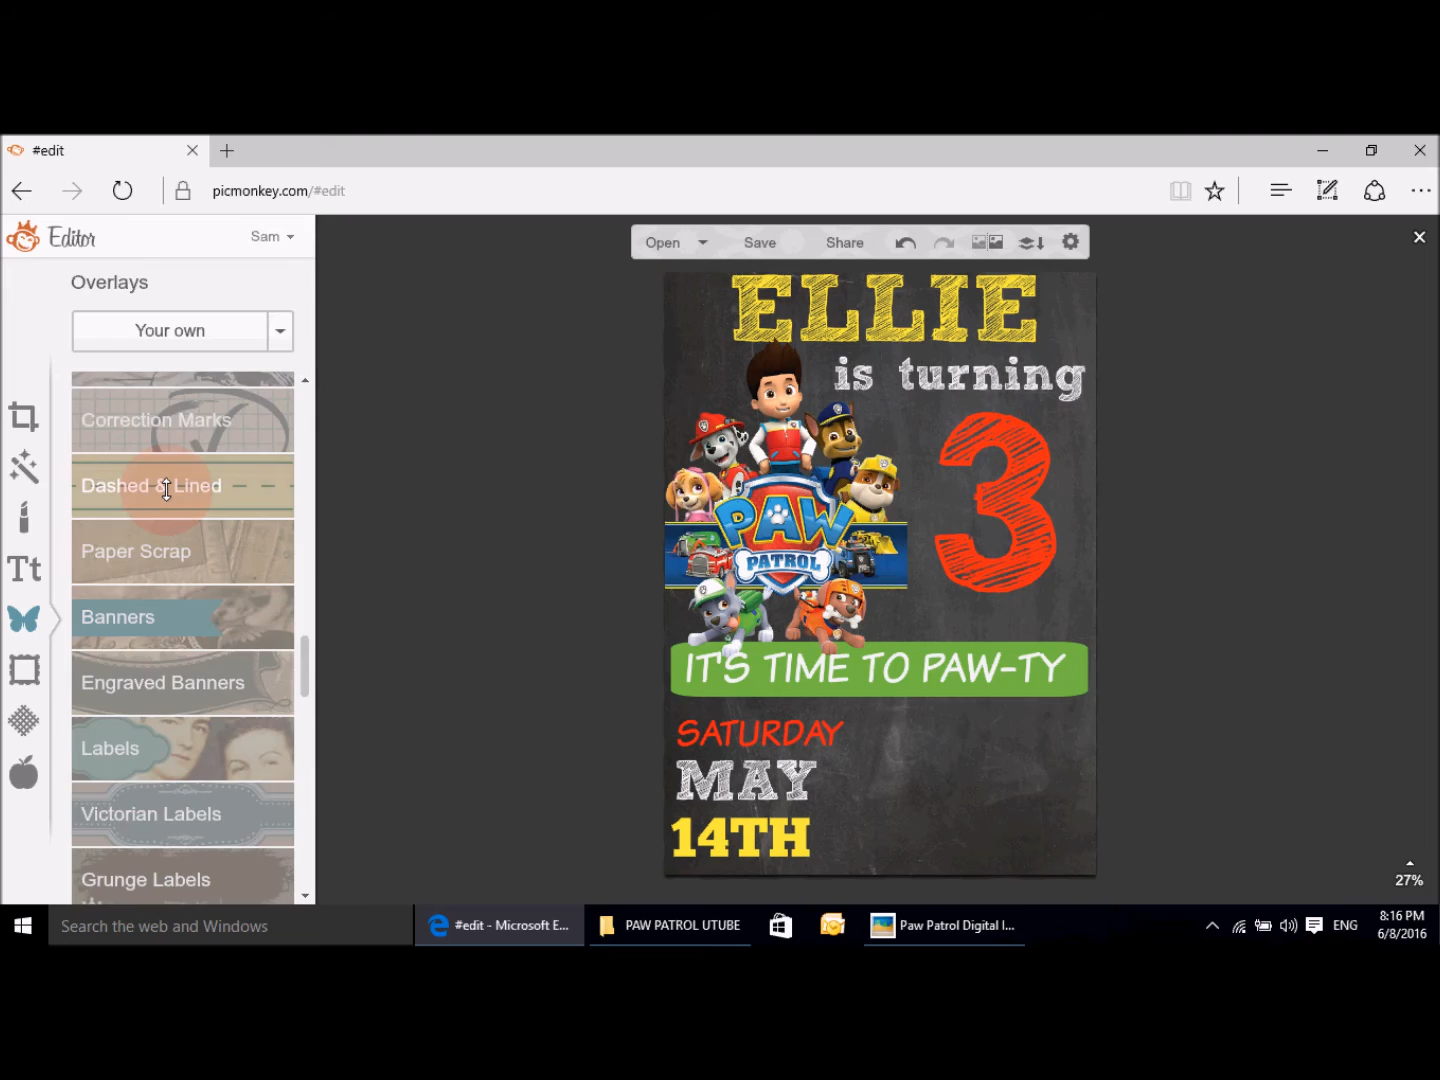 #edit
picmonkey.com/#edit
Editor
Sam
Open
Save
Share
Overlays
Your own
Correction Marks
Dashed & Lined
Paper Scrap
Banners
Engraved Banners
Labels
Victorian Labels
Grunge Labels
Tt
ELLIE
is turning
3
PAW
PATROL
IT'S TIME TO PAW-TY
SATURDAY
MAY
14TH
27%
Search the web and Windows
#edit - Microsoft E...
PAW PATROL UTUBE
Paw Patrol Digital I...
ENG
8:16 PM
6/8/2016